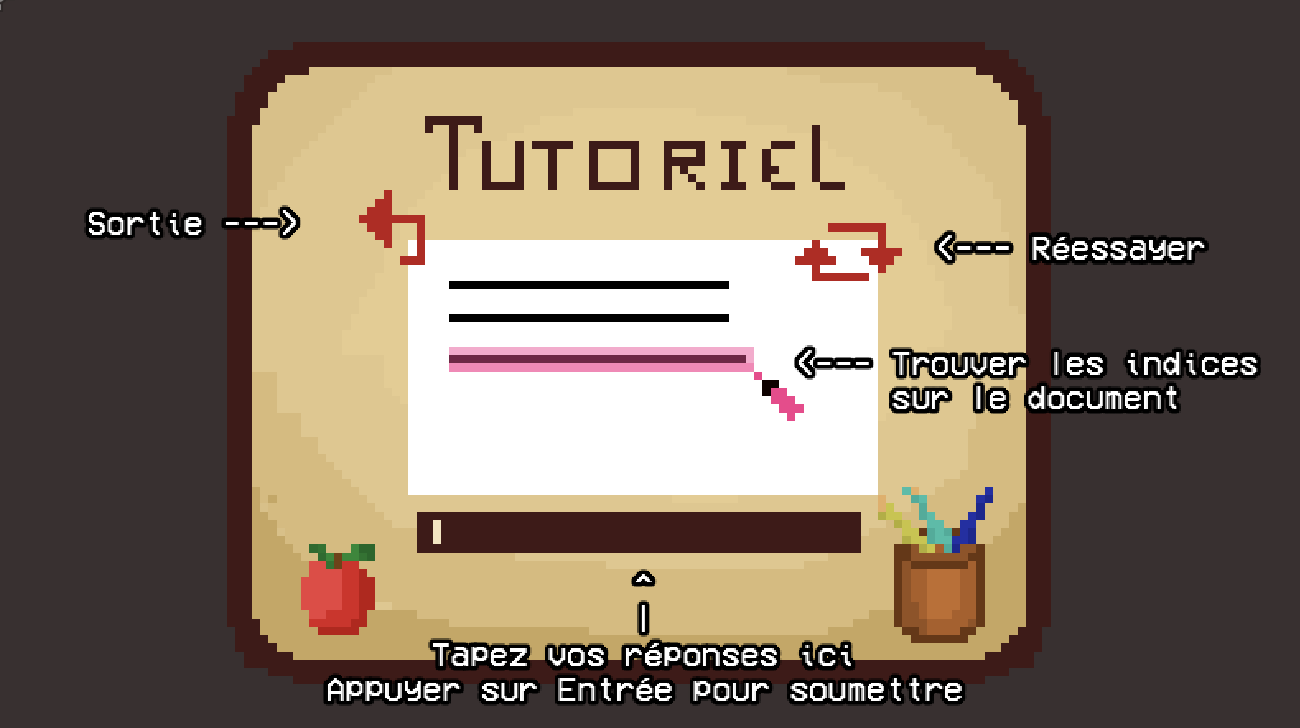 TUTORIEL
Sortie --->
<--- Réessayer
<--- Trouver les indices
sur le document
^
|
Tapez vos réponses ici
Appuyer sur Entrée pour soumettre